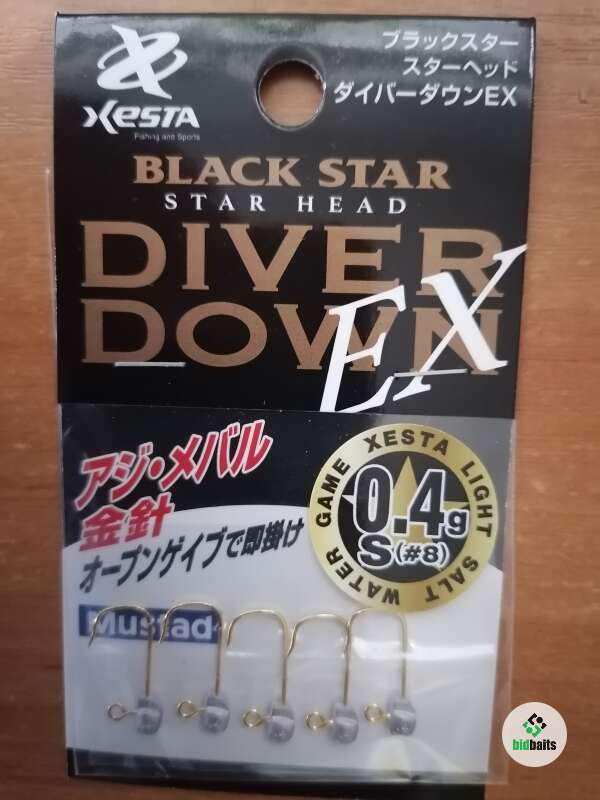 XESTA
Fishing and Sports
ブラックスター
スターヘッド
ダイバーダウンEX
BLACK STAR
STAR HEAD
DIVER
DOWN
EX
アジ・メバル
金針
オープンゲイブで即掛け
XESTA LIGHT SALT WATER GAME
0.4g
S(#8)
Mustad
bidbaits